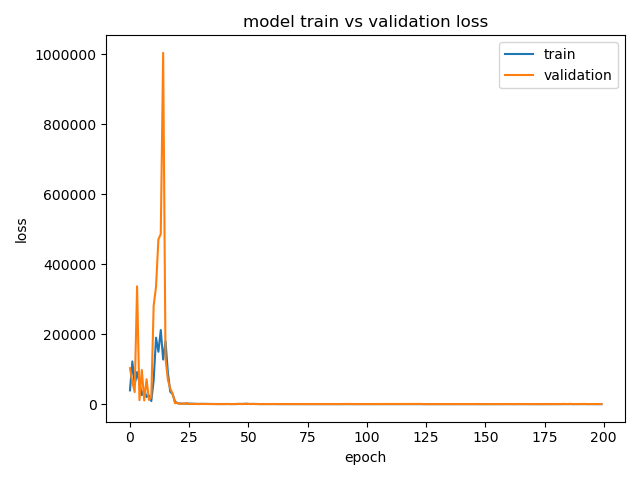 model train vs validation loss
train
validation
1000000
800000
600000
400000
200000
0
loss
0 25 50 75 100 125 150 175 200
epoch